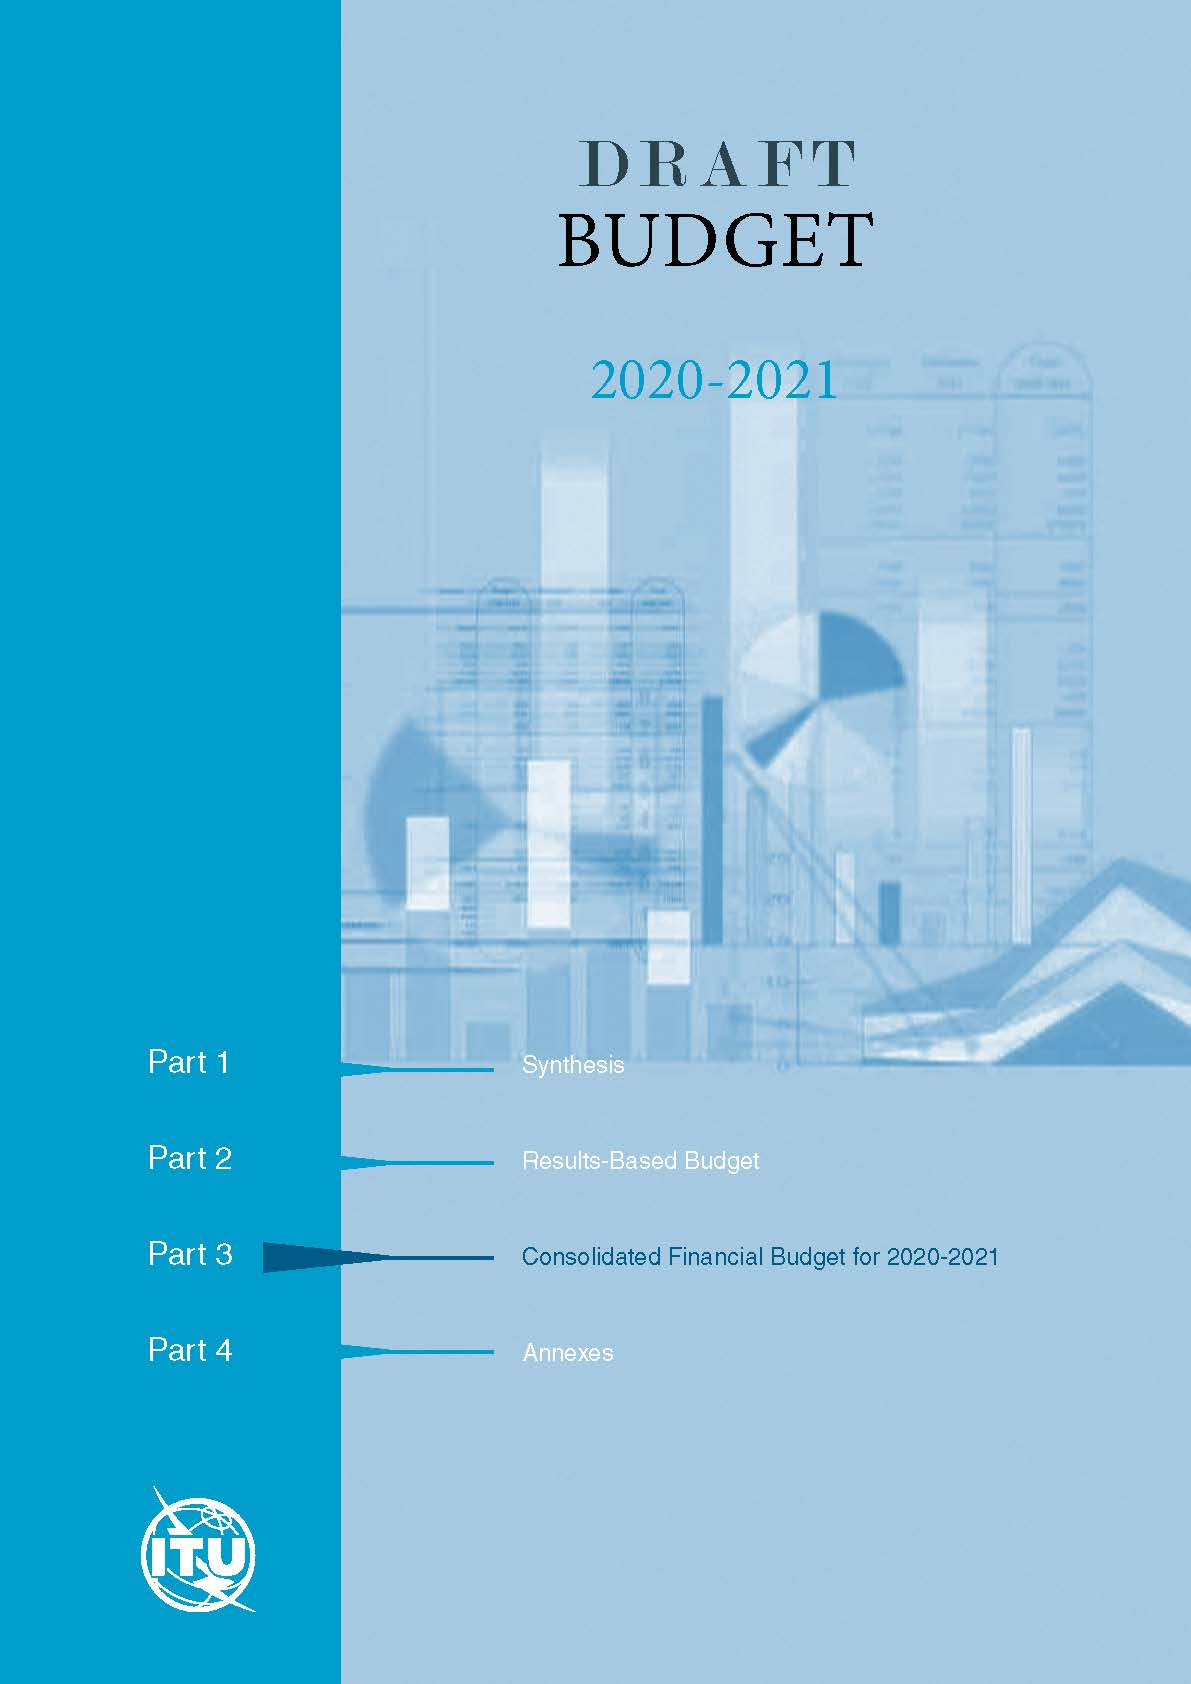 DRAFT
BUDGET
2020-2021
Part 1 Synthesis
Part 2 Results-Based Budget
Part 3 Consolidated Financial Budget for 2020-2021
Part 4 Annexes
ITU